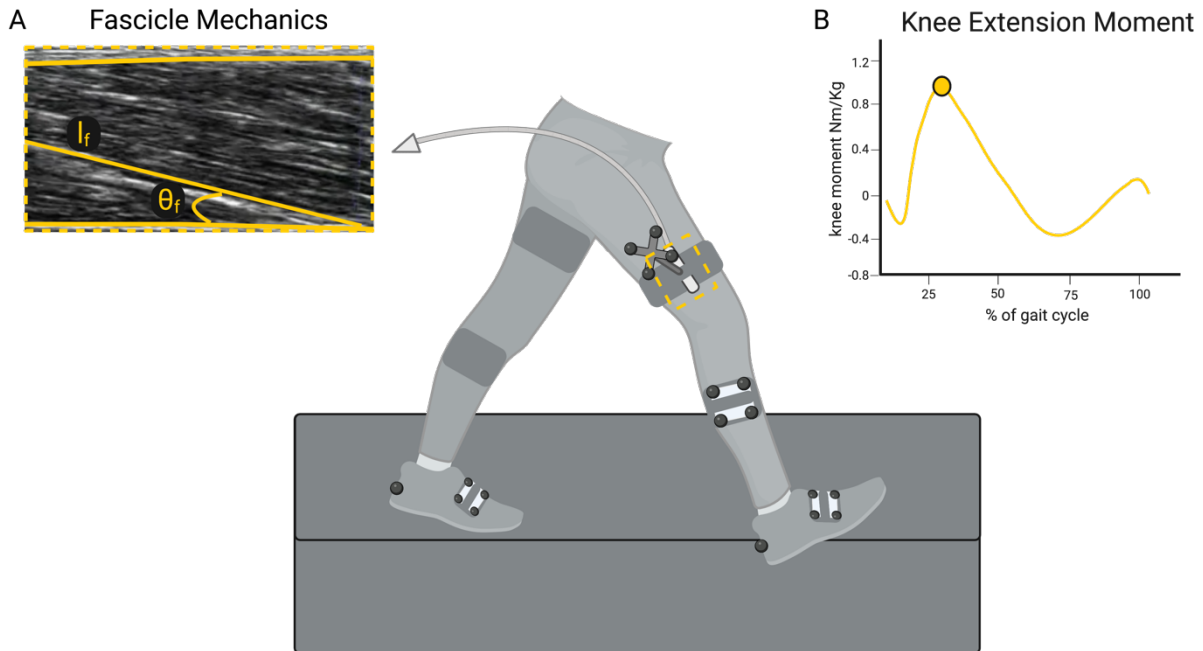 A
Fascicle Mechanics
lf
θf
B
Knee Extension Moment
knee moment Nm/Kg
1.2
0.8
0.4
0
-0.4
-0.8
25
50
75
100
% of gait cycle